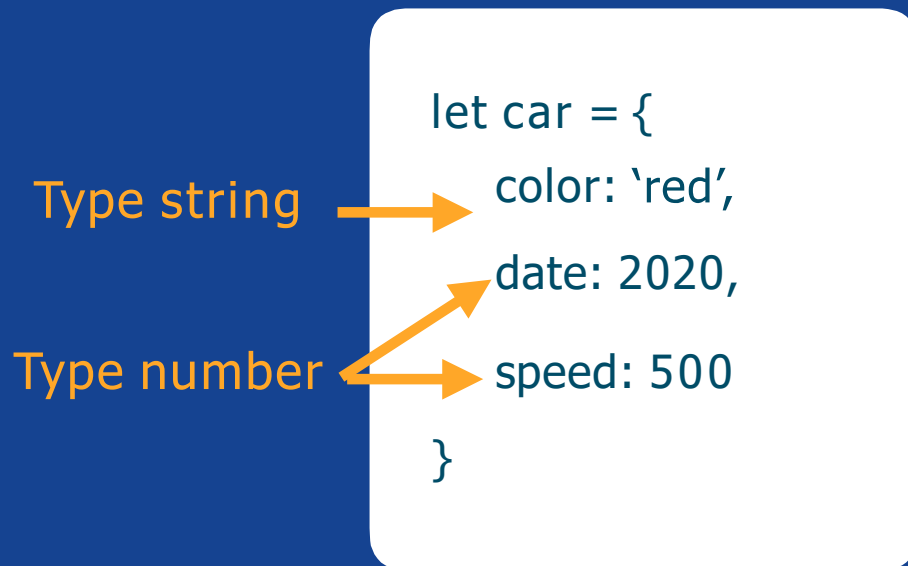 let car = {
Type string
color: ‘red’,
date: 2020,
Type number
speed: 500
}